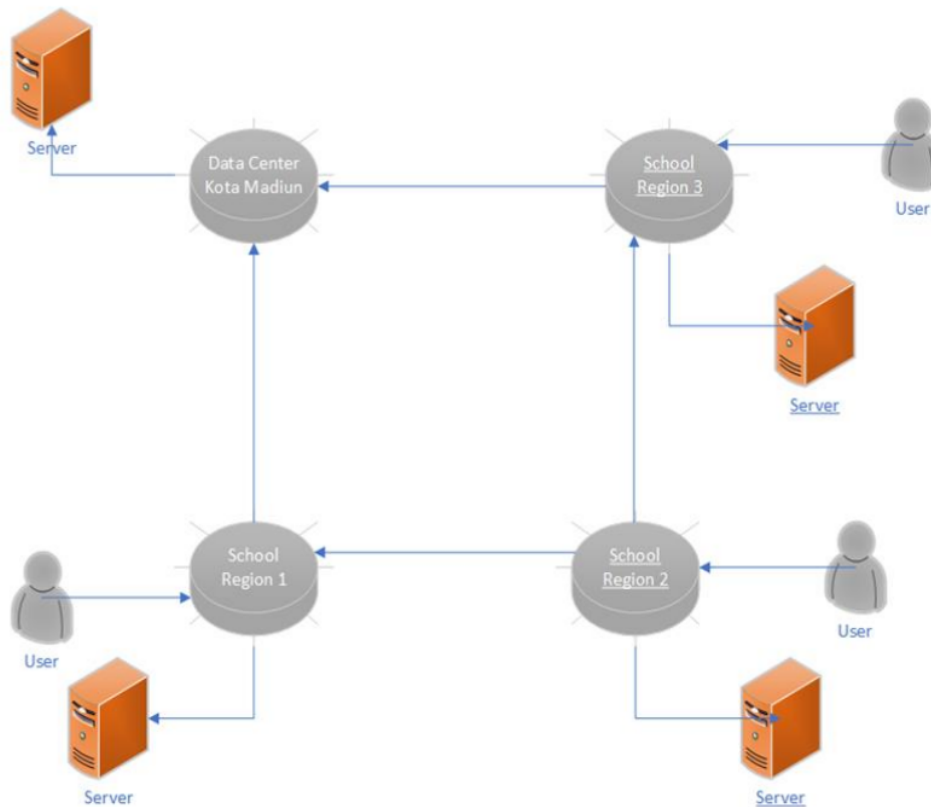 Server
Data Center
Kota Madiun
School
Region 3
User
Server
School
Region 1
School
Region 2
User
User
Server
Server